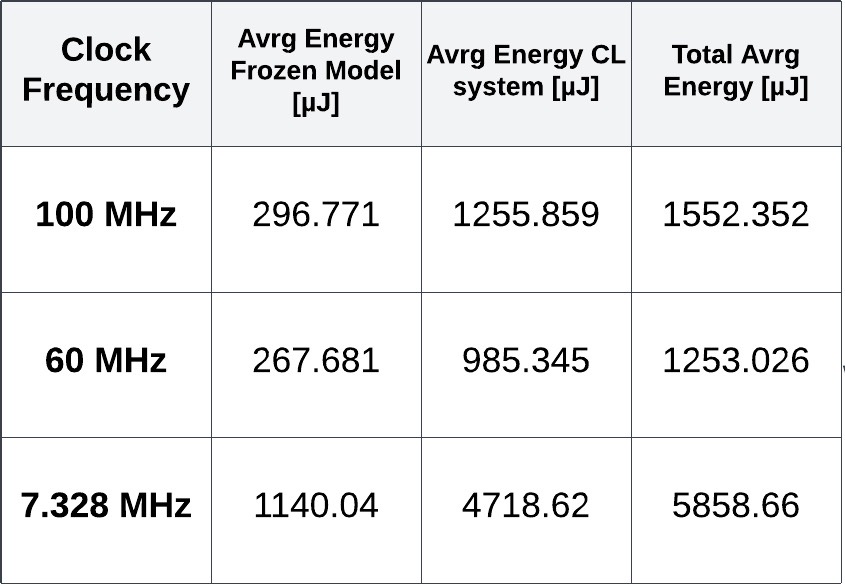 Clock
Frequency
Avrg Energy
Frozen Model
[µJ]
Avrg Energy CL
system [µJ]
Total Avrg
Energy [µJ]
100 MHz
296.771
1255.859
1552.352
60 MHz
267.681
985.345
1253.026
7.328 MHz
1140.04
4718.62
5858.66